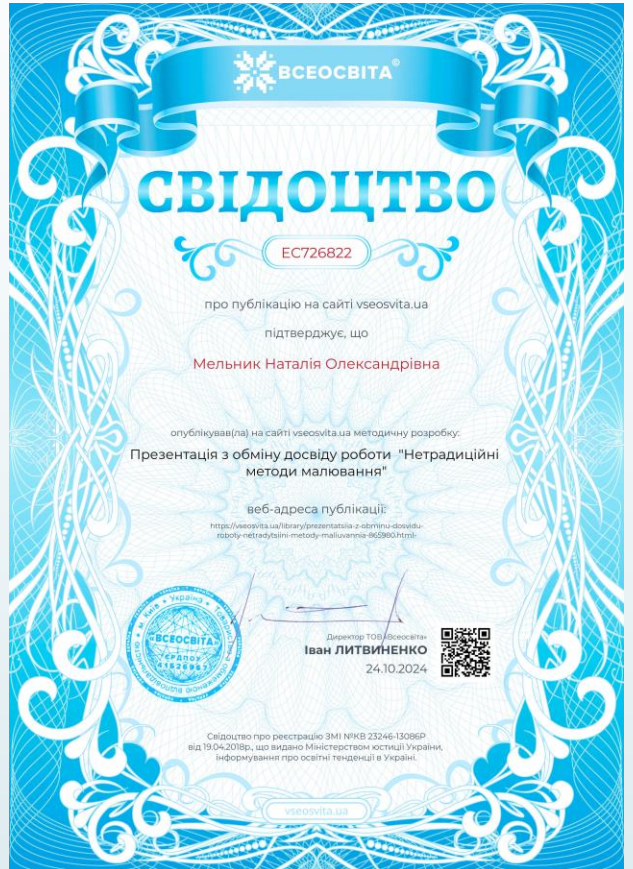 ВСЕОСВІТА®
СВІДОЦТВО
ЕС726822
про публікацію на сайті vseosvita.ua
підтверджує, що
Мельник Наталія Олександрівна
опублікував(ла) на сайті vseosvita.ua методичну розробку:
Презентація з обміну досвіду роботи "Нетрадиційні
методи малювання"
веб-адреса публікації:
https://vseosvita.ua/library/prezentatsiia-z-obminu-dosvidu-
roboty-netradytsiini-metody-maliuvannia-865980.html-
Україна
м. Київ
«ВСЕОСВІТА»
Директор ТОВ «Всеосвіта»
Іван ЛИТВИНЕНКО
24.10.2024
Свідоцтво про реєстрацію ЗМІ №КВ 23246-13086Р
від 19.04.2018р., що видано Міністерством юстиції України,
інформування про освітні тенденції в Україні.
vseosvita.ua